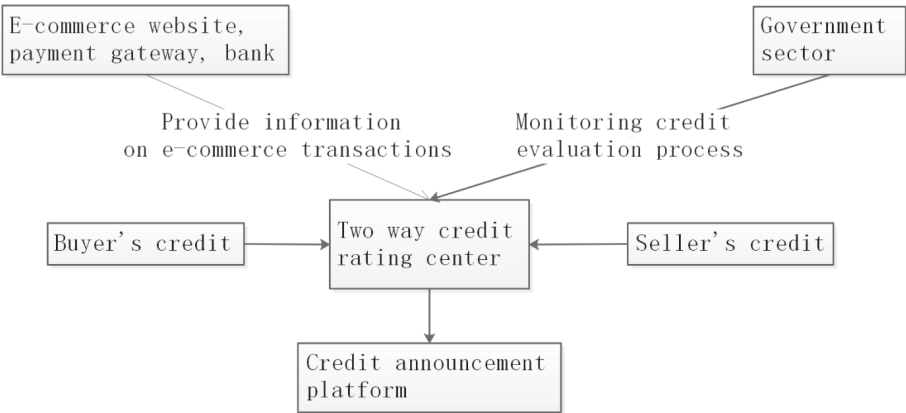 E-commerce website,
payment gateway, bank
Government
sector
Provide information
on e-commerce transactions
Monitoring credit
evaluation process
Buyer's credit
Two way credit
rating center
Seller's credit
Credit announcement
platform